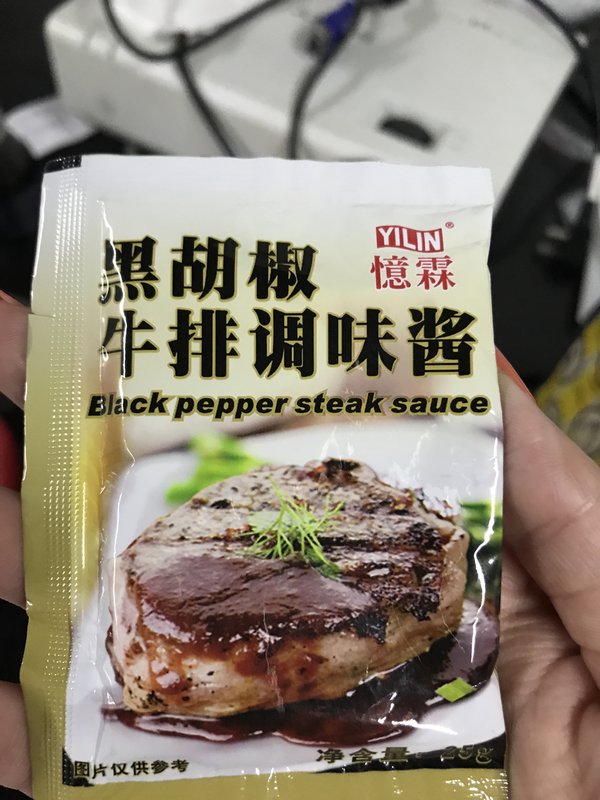 YILIN®
憶霖
黑胡椒
牛排调味酱
Black pepper steak sauce
图片仅供参考
净含量：25g